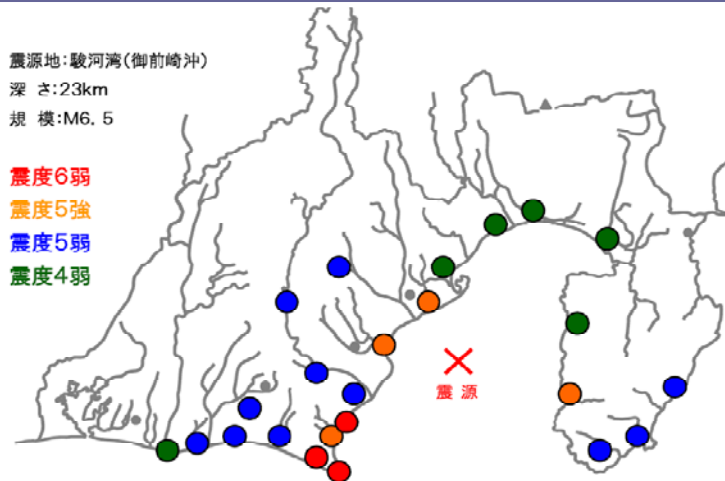 震源地:駿河湾(御前崎沖)
深 さ:23km
規 模:M6.5
震度6弱
震度5強
震度5弱
震度4弱
震 源